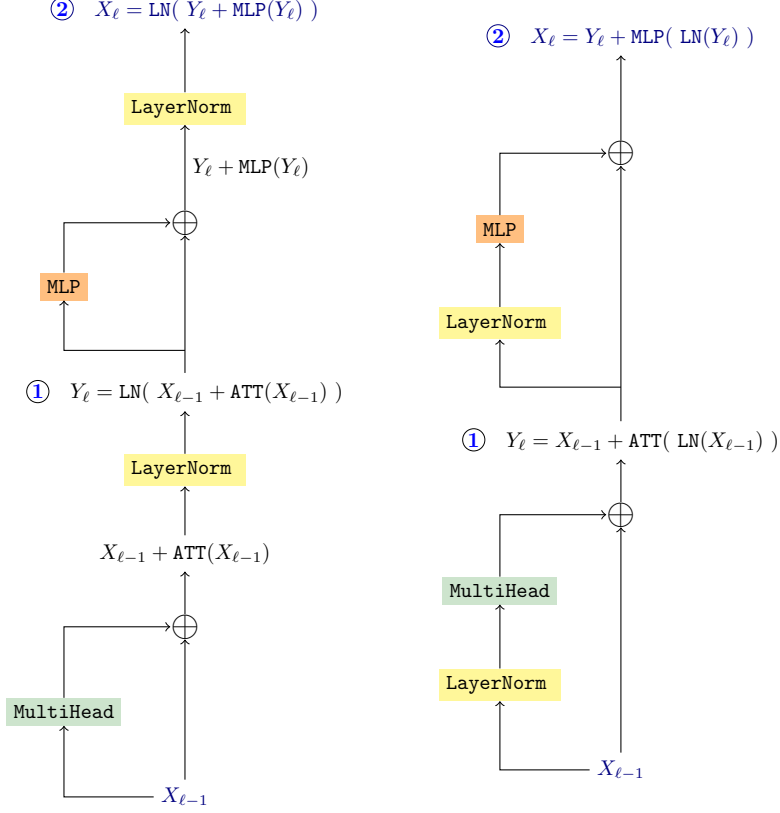 ② X_ℓ = LN( Y_ℓ + MLP(Y_ℓ) )
LayerNorm
Y_ℓ + MLP(Y_ℓ)
MLP
① Y_ℓ = LN( X_{ℓ−1} + ATT(X_{ℓ−1}) )
LayerNorm
X_{ℓ−1} + ATT(X_{ℓ−1})
MultiHead
X_{ℓ−1}
② X_ℓ = Y_ℓ + MLP( LN(Y_ℓ) )
MLP
LayerNorm
① Y_ℓ = X_{ℓ−1} + ATT( LN(X_{ℓ−1}) )
MultiHead
LayerNorm
X_{ℓ−1}